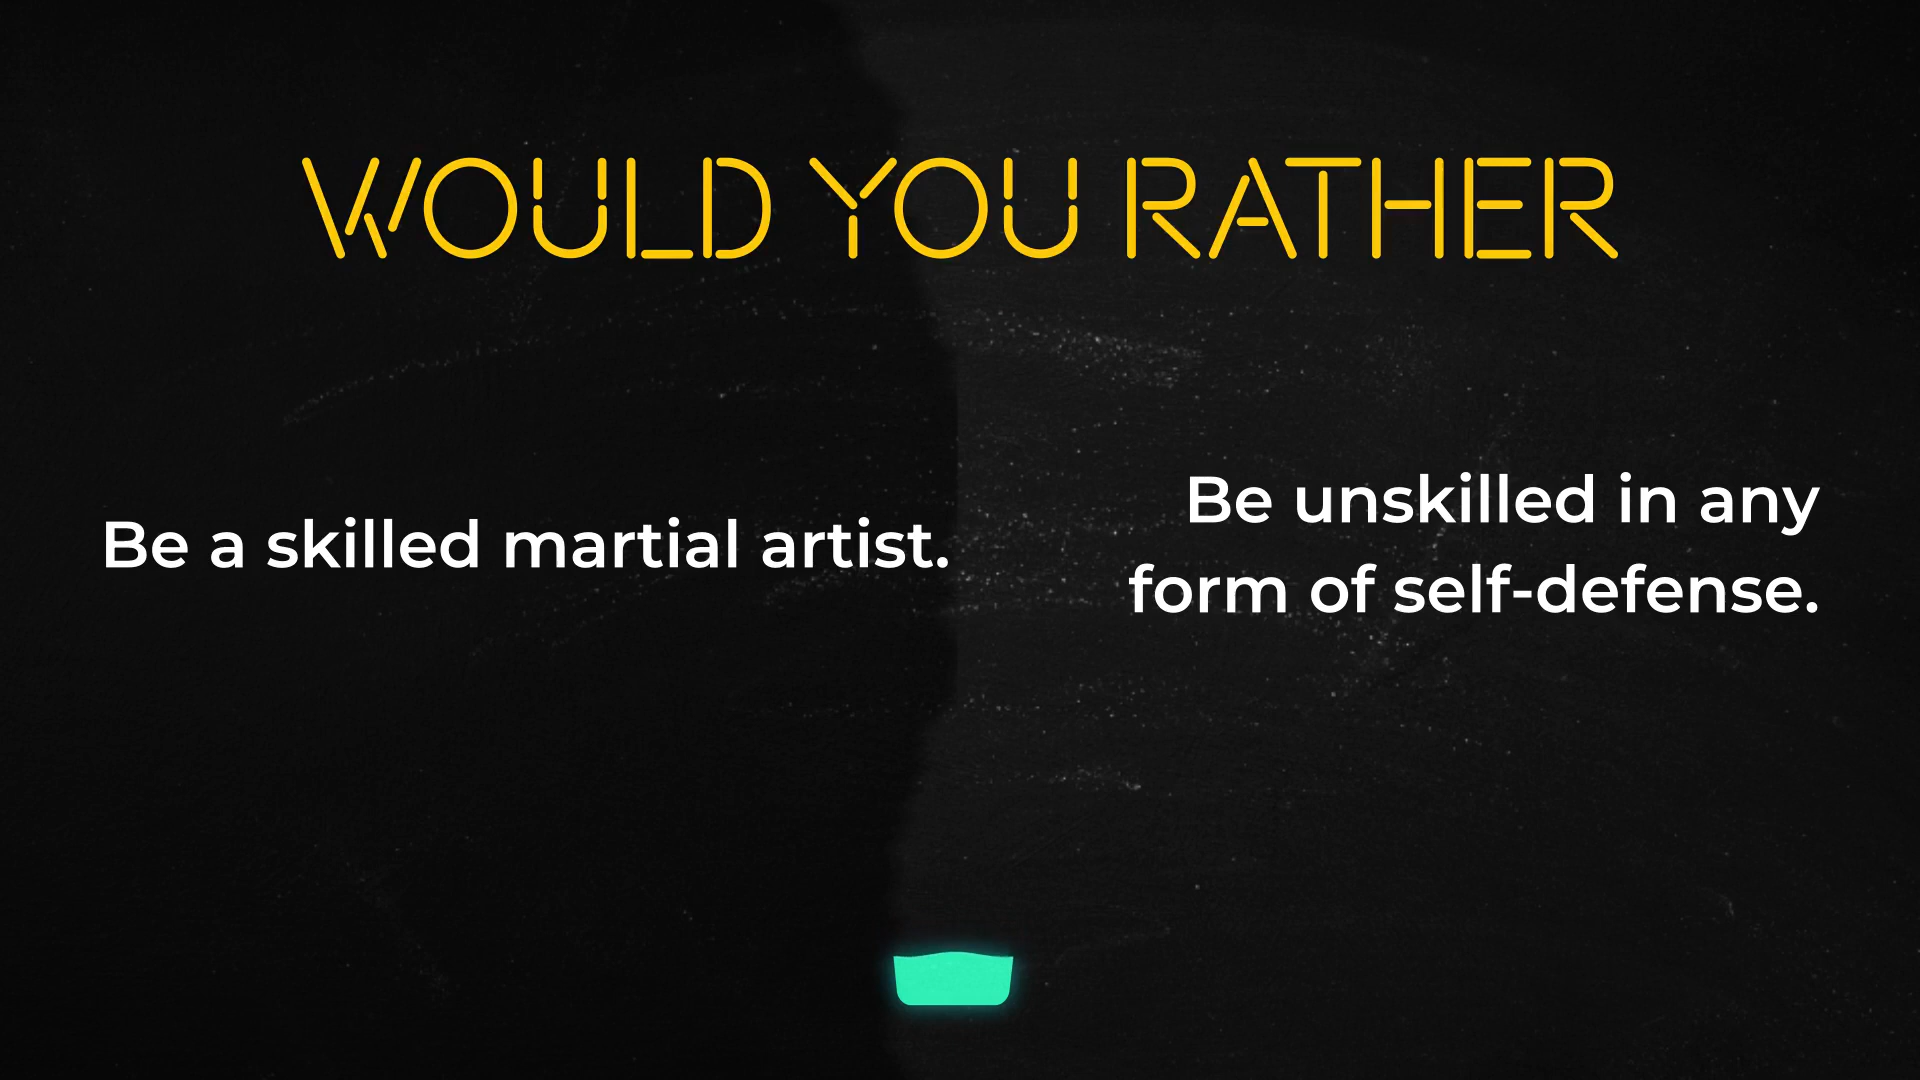 WOULD YOU RATHER
Be a skilled martial artist.
Be unskilled in any
form of self-defense.